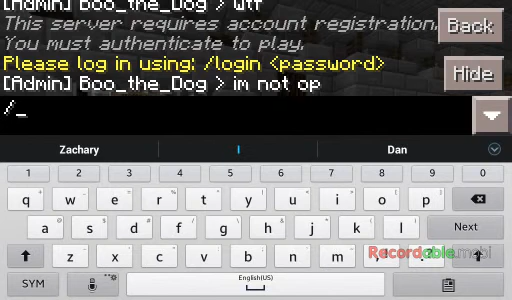 [Admin] Boo_the_Dog > wtf
This server requires account registration.
You must authenticate to play.
Please log in using: /login <password>
[Admin] Boo_the_Dog > im not op
Back
Hide
/_
Zachary I Dan
1 2 3 4 5 6 7 8 9 0
q w e r t y u i o p
a s d f g h j k l Next
z x c v b n m , ! . ?
Recordable.mobi
SYM English(US)